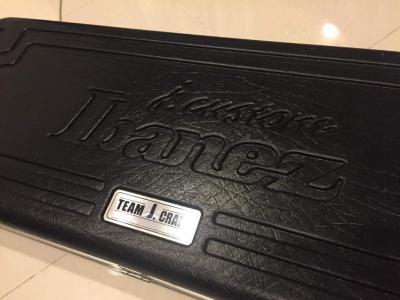 j.custom
Ibanez
TEAM J. CRAFT